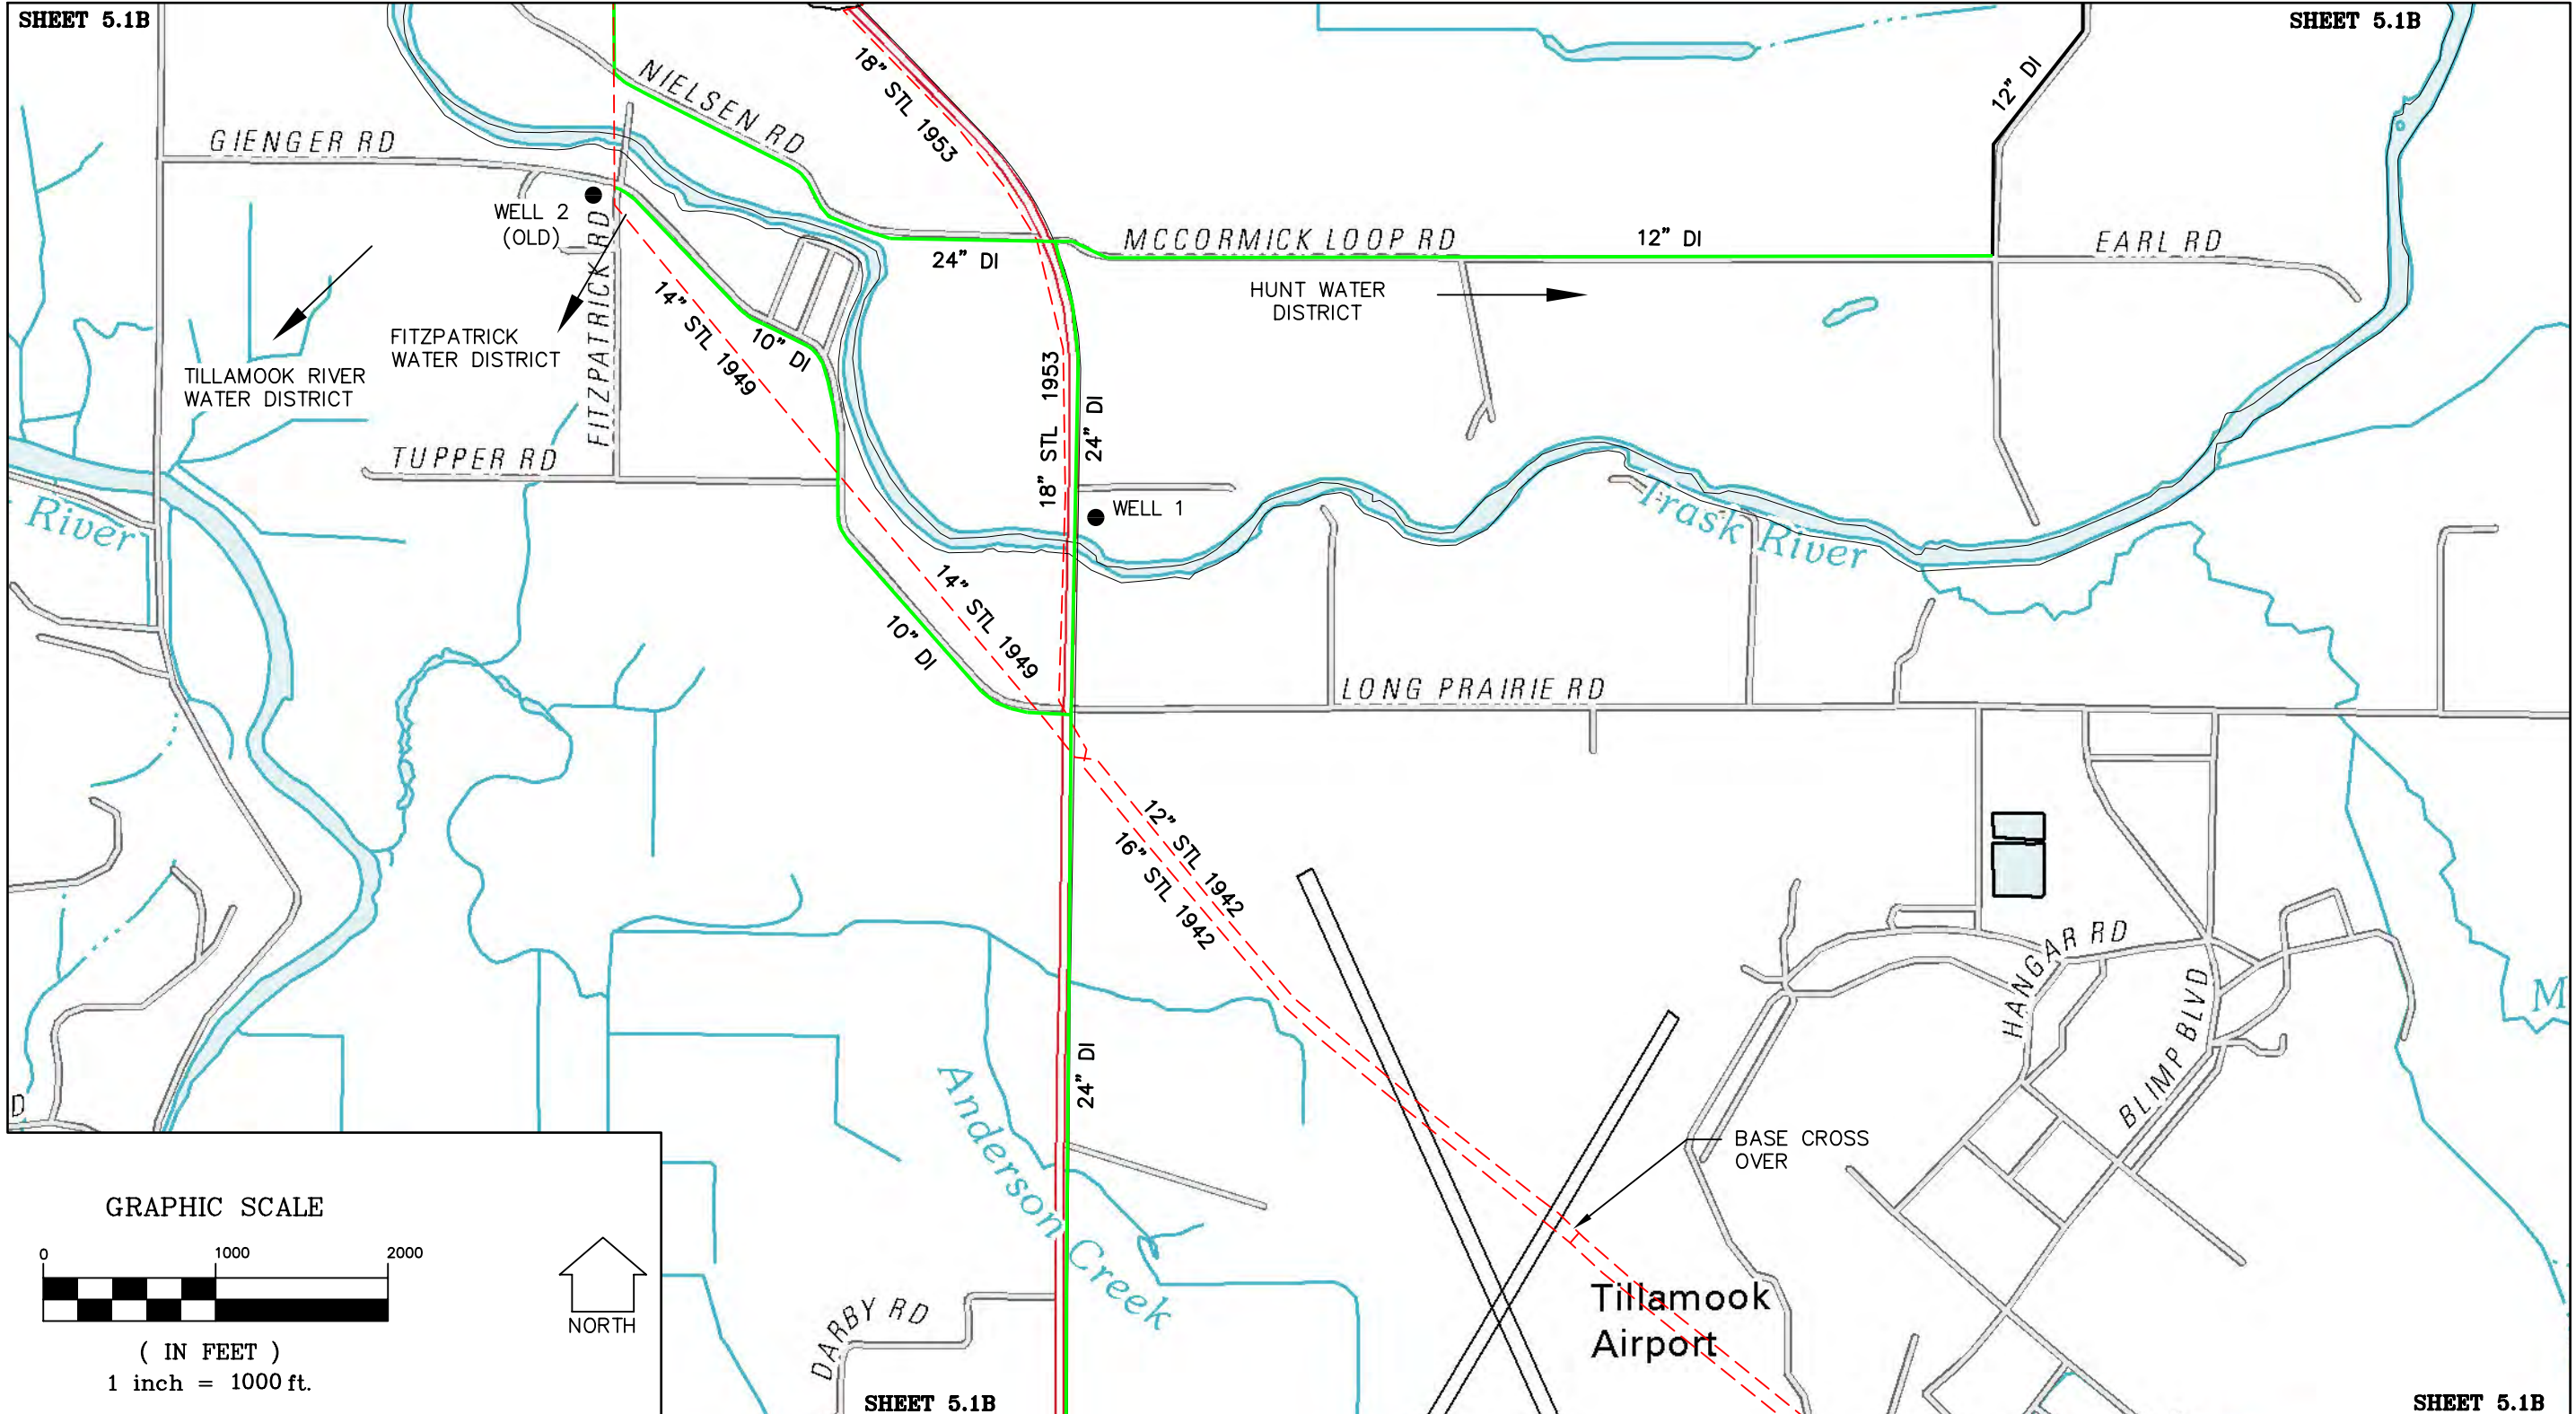 SHEET 5.1B
SHEET 5.1B
18" STL 1953
12" DI
NIELSEN RD
GIENGER RD
WELL 2
(OLD)
FITZPATRICK RD
MCCORMICK LOOP RD
12" DI
EARL RD
24" DI
HUNT WATER
DISTRICT
14" STL 1949
10" DI
FITZPATRICK
WATER DISTRICT
TILLAMOOK RIVER
WATER DISTRICT
18" STL 1953
24" DI
TUPPER RD
WELL 1
River
Trask River
14" STL 1949
10" DI
LONG PRAIRIE RD
12" STL 1942
16" STL 1942
HANGAR RD
BLIMP BLVD
M
24" DI
D
Anderson Creek
BASE CROSS
OVER
Tillamook
Airport
DARBY RD
GRAPHIC SCALE
0 1000 2000
( IN FEET )
1 inch = 1000 ft.
NORTH
SHEET 5.1B
SHEET 5.1B